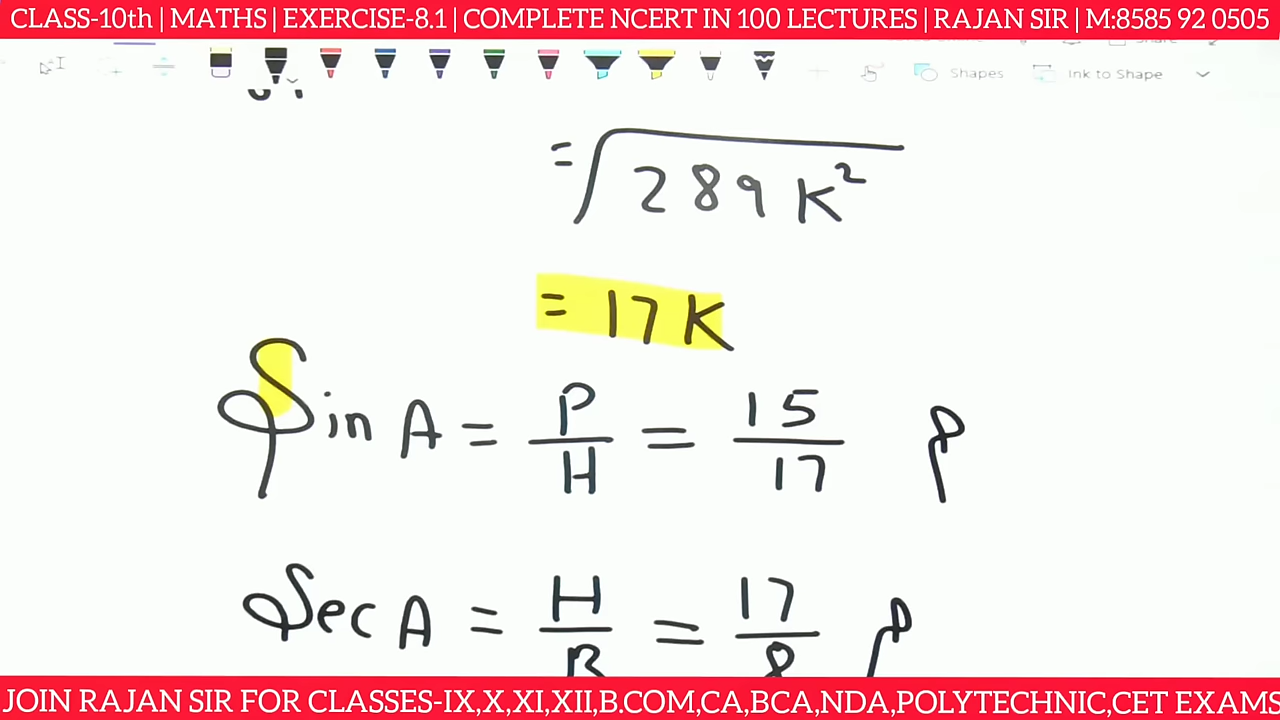 CLASS-10th | MATHS | EXERCISE-8.1 | COMPLETE NCERT IN 100 LECTURES | RAJAN SIR | M:8585 92 0505
Shapes Ink to Shape
= √289K²
= 17K
Sin A = P/H = 15/17
Sec A = H/B = 17/8
JOIN RAJAN SIR FOR CLASSES-IX,X,XI,XII,B.COM,CA,BCA,NDA,POLYTECHNIC,CET EXAMS